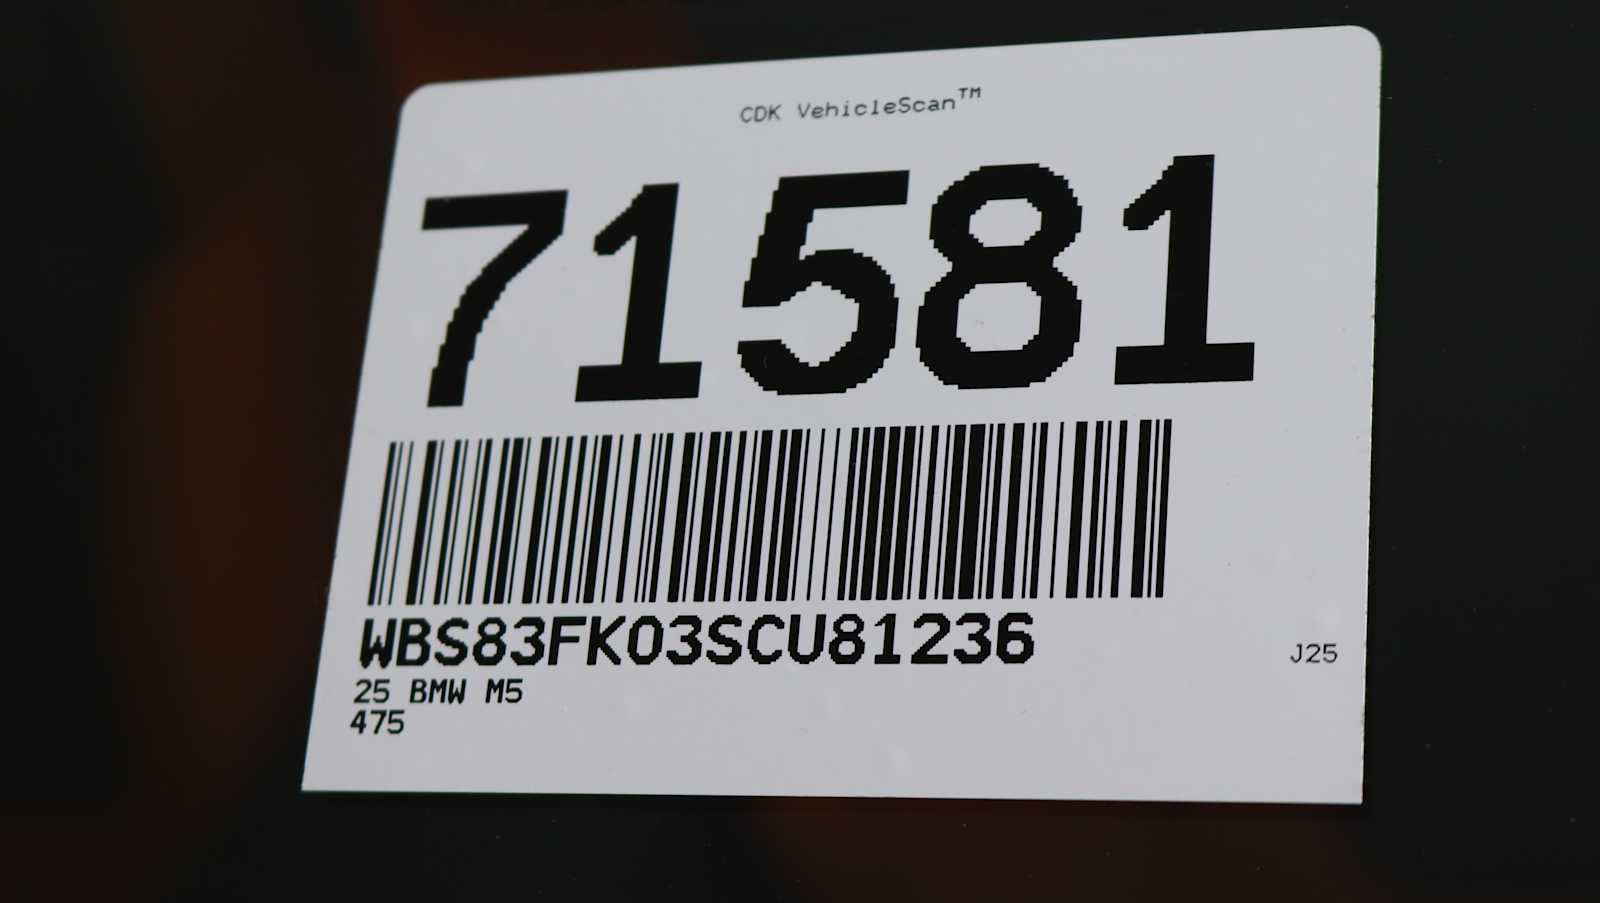 CDK VehicleScan™
71581
WBS83FK03SCU81236
25 BMW M5
J25
475